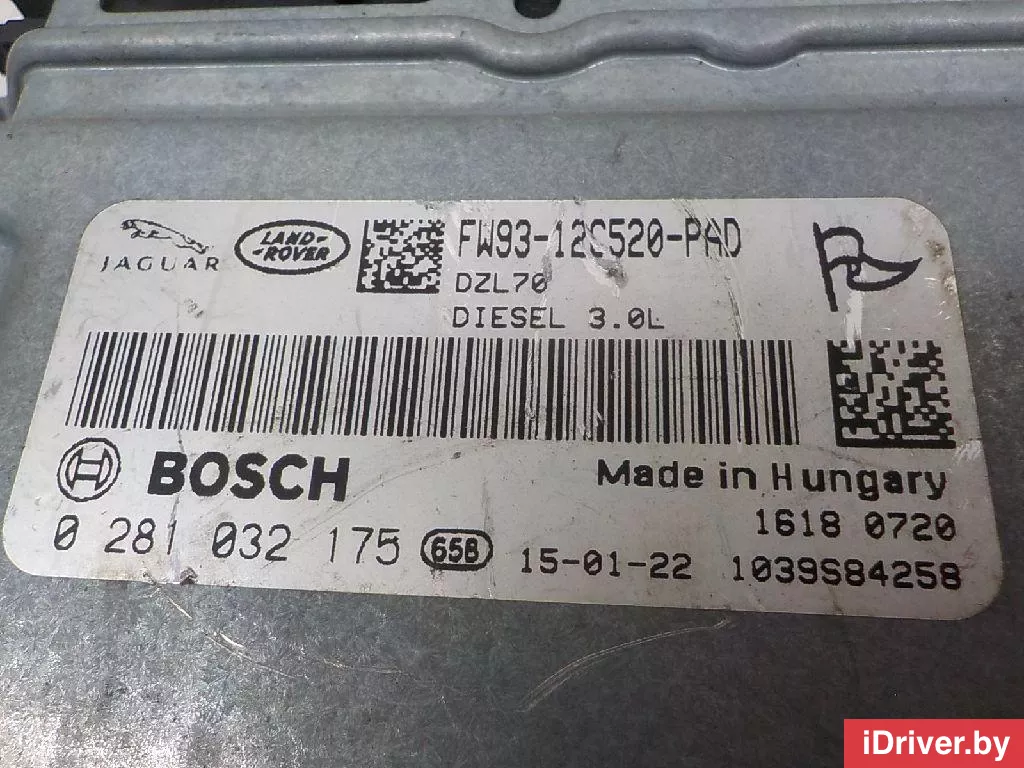 JAGUAR
LAND-
-ROVER
FW93-12C520-PAD
DZL70
DIESEL 3.0L
BOSCH
Made in Hungary
1618 0720
0 281 032 175 65B 15-01-22 1039S84258
iDriver.by